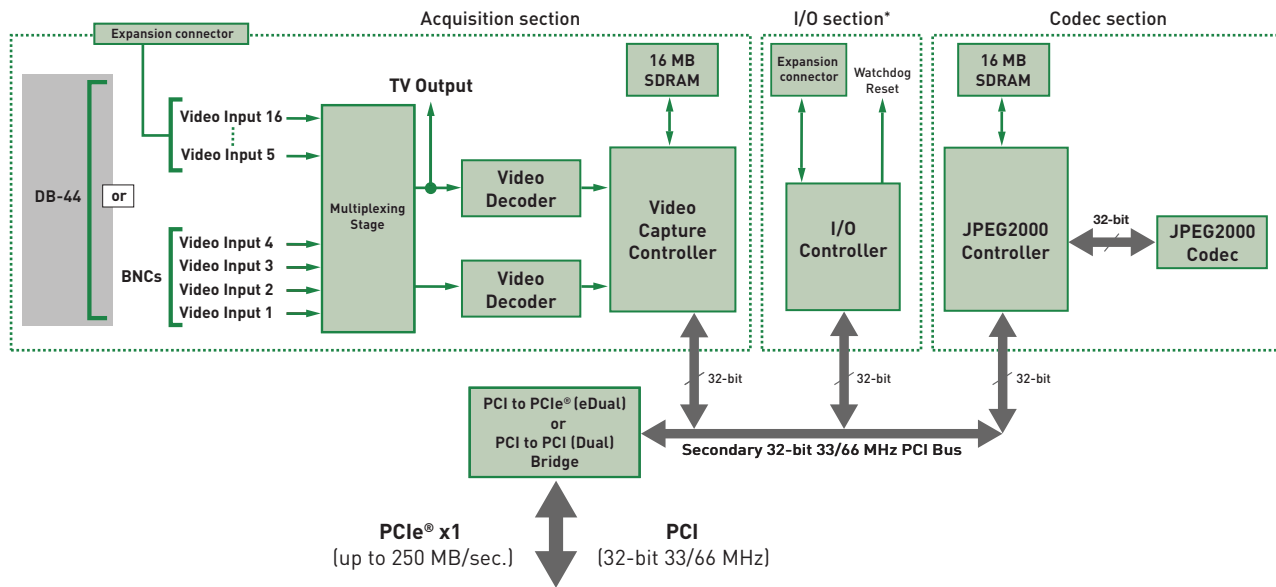 Acquisition section
I/O section*
Codec section
Expansion connector
16 MB
SDRAM
Expansion
connector
Watchdog
Reset
16 MB
SDRAM
TV Output
Video Input 16
Video Input 5
DB-44
or
Multiplexing
Stage
Video
Decoder
Video
Capture
Controller
I/O
Controller
JPEG2000
Controller
32-bit
JPEG2000
Codec
BNCs
Video Input 4
Video Input 3
Video Input 2
Video Input 1
Video
Decoder
32-bit
32-bit
32-bit
PCI to PCIe® (eDual)
or
PCI to PCI (Dual)
Bridge
Secondary 32-bit 33/66 MHz PCI Bus
PCIe® x1
(up to 250 MB/sec.)
PCI
(32-bit 33/66 MHz)